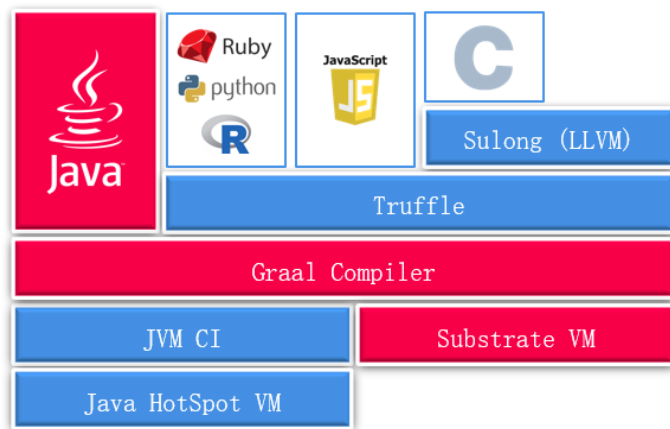 Ruby
python
R
JavaScript
JS
C
Java
Sulong (LLVM)
Truffle
Graal Compiler
JVM CI
Substrate VM
Java HotSpot VM